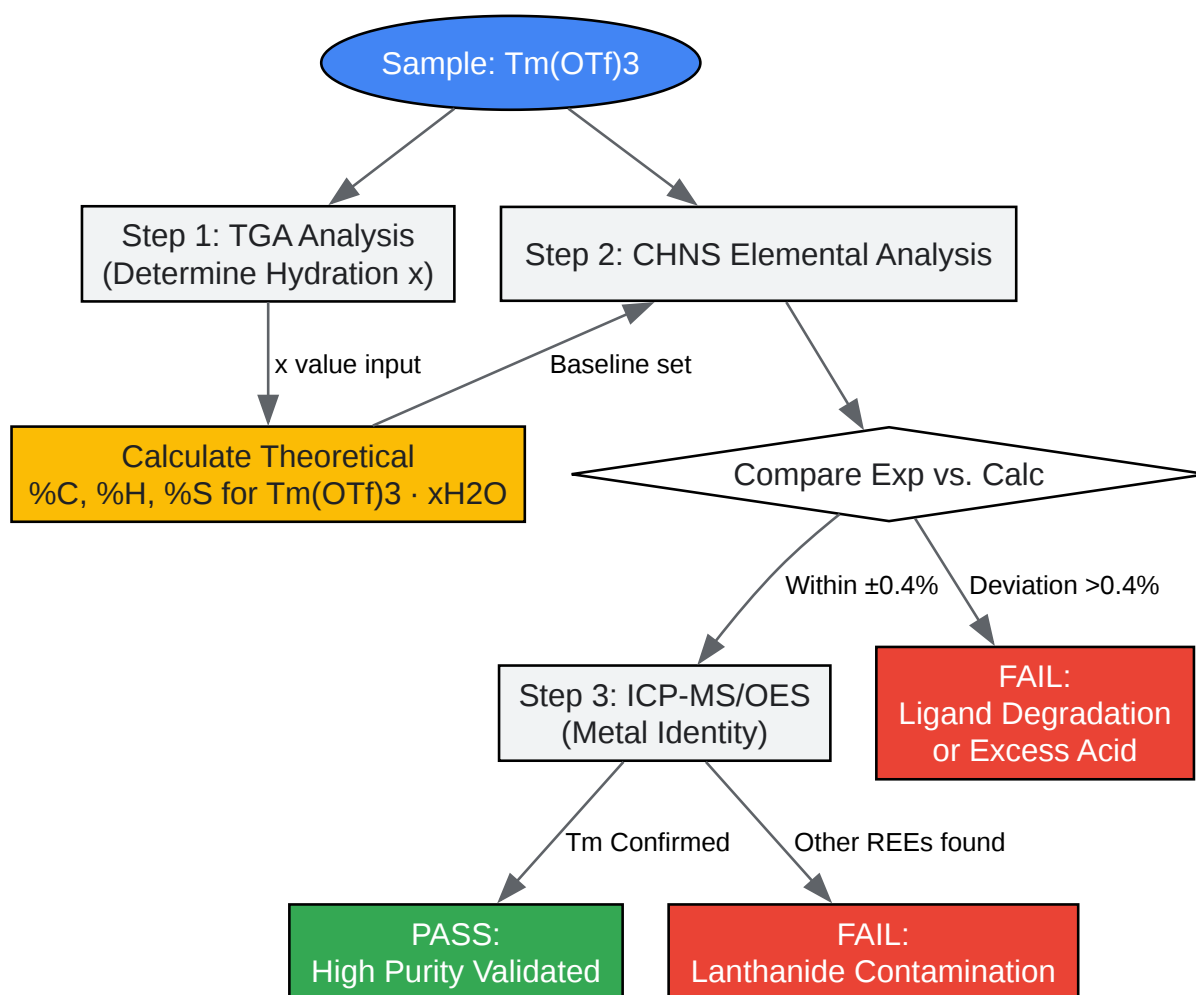 Sample: Tm(OTf)3
Step 1: TGA Analysis
(Determine Hydration x)
Step 2: CHNS Elemental Analysis
x value input
Baseline set
Calculate Theoretical
%C, %H, %S for Tm(OTf)3 · xH2O
Compare Exp vs. Calc
Within ±0.4%
Deviation >0.4%
Step 3: ICP-MS/OES
(Metal Identity)
FAIL:
Ligand Degradation
or Excess Acid
Tm Confirmed
Other REEs found
PASS:
High Purity Validated
FAIL:
Lanthanide Contamination